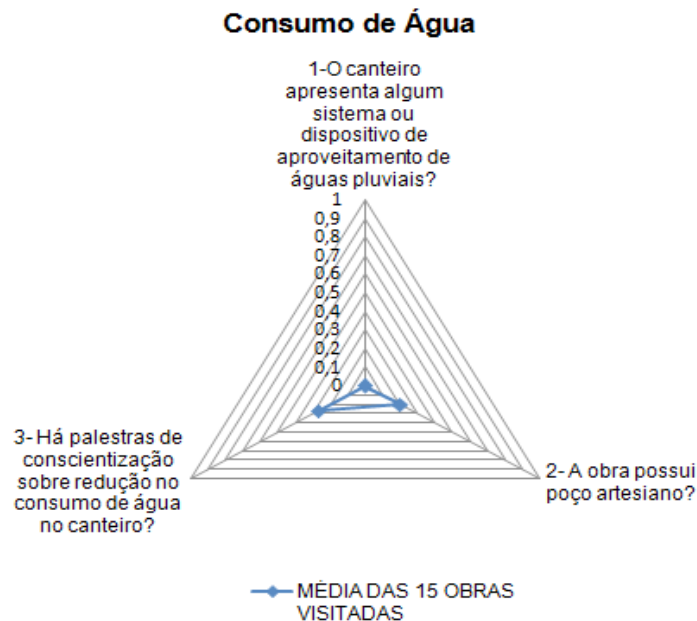 Consumo de Água
1-O canteiro
apresenta algum
sistema ou
dispositivo de
aproveitamento de
águas pluviais?
1
0,9
0,8
0,7
0,6
0,5
0,4
0,3
0,2
0,1
0
3- Há palestras de
conscientização
sobre redução no
consumo de água
no canteiro?
2- A obra possui
poço artesiano?
MÉDIA DAS 15 OBRAS
VISITADAS